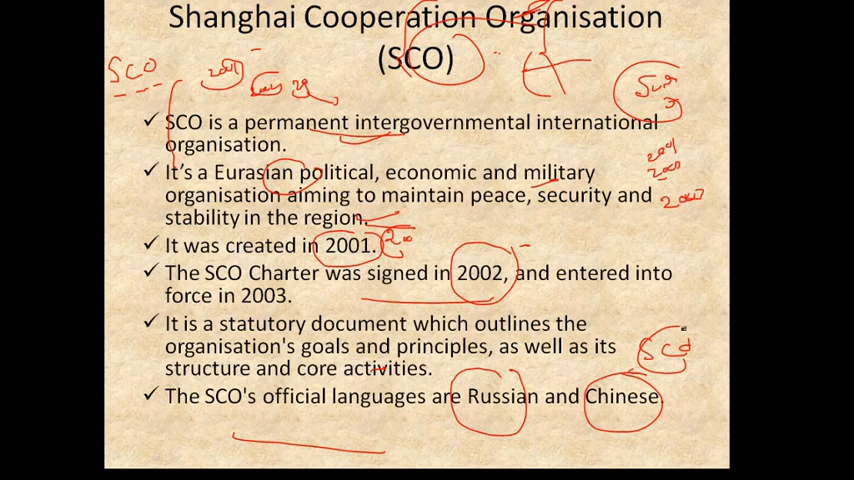 Shanghai Cooperation Organisation
(SCO)
SCO
2001
✓ SCO is a permanent intergovernmental international
organisation.
✓ It's a Eurasian political, economic and military
organisation aiming to maintain peace, security and
stability in the region.
✓ It was created in 2001.
✓ The SCO Charter was signed in 2002, and entered into
force in 2003.
✓ It is a statutory document which outlines the
organisation's goals and principles, as well as its
structure and core activities.
✓ The SCO's official languages are Russian and Chinese.